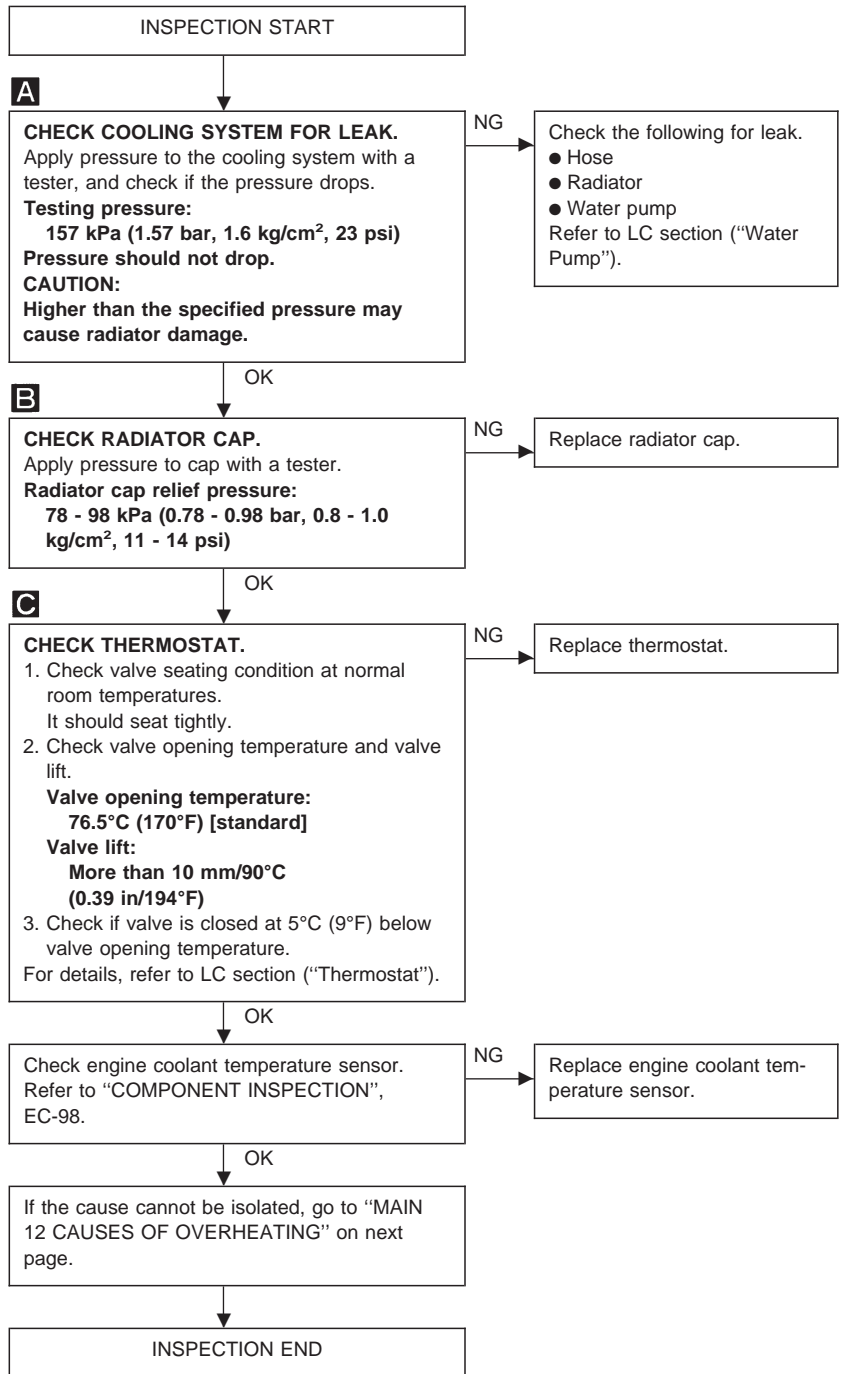 INSPECTION START
A
CHECK COOLING SYSTEM FOR LEAK.
Apply pressure to the cooling system with a
tester, and check if the pressure drops.
Testing pressure:
157 kPa (1.57 bar, 1.6 kg/cm², 23 psi)
Pressure should not drop.
CAUTION:
Higher than the specified pressure may
cause radiator damage.
NG
Check the following for leak.
● Hose
● Radiator
● Water pump
Refer to LC section (‘‘Water
Pump’’).
OK
B
CHECK RADIATOR CAP.
Apply pressure to cap with a tester.
Radiator cap relief pressure:
78 - 98 kPa (0.78 - 0.98 bar, 0.8 - 1.0
kg/cm², 11 - 14 psi)
NG
Replace radiator cap.
OK
C
CHECK THERMOSTAT.
1. Check valve seating condition at normal
room temperatures.
It should seat tightly.
2. Check valve opening temperature and valve
lift.
Valve opening temperature:
76.5°C (170°F) [standard]
Valve lift:
More than 10 mm/90°C
(0.39 in/194°F)
3. Check if valve is closed at 5°C (9°F) below
valve opening temperature.
For details, refer to LC section (‘‘Thermostat’’).
NG
Replace thermostat.
OK
Check engine coolant temperature sensor.
Refer to ‘‘COMPONENT INSPECTION’’,
EC-98.
NG
Replace engine coolant tem-
perature sensor.
OK
If the cause cannot be isolated, go to ‘‘MAIN
12 CAUSES OF OVERHEATING’’ on next
page.
INSPECTION END